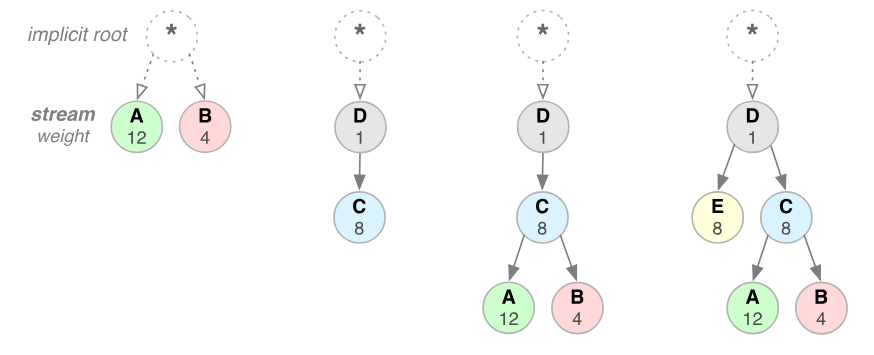 implicit root * * * *
stream A B D D D
weight 12 4 1 1 1
C C E C
8 8 8 8
A B A B
12 4 12 4